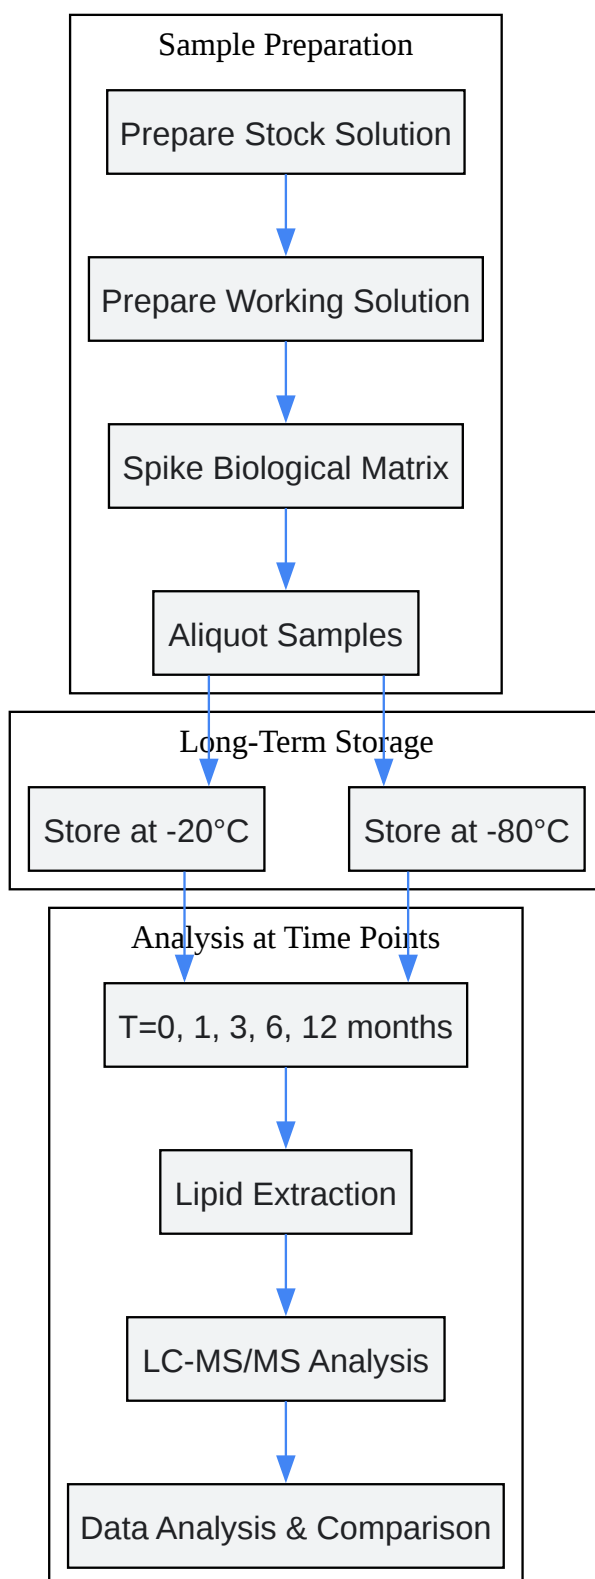 Sample Preparation
Prepare Stock Solution
Prepare Working Solution
Spike Biological Matrix
Aliquot Samples
Long-Term Storage
Store at -20°C
Store at -80°C
Analysis at Time Points
T=0, 1, 3, 6, 12 months
Lipid Extraction
LC-MS/MS Analysis
Data Analysis & Comparison